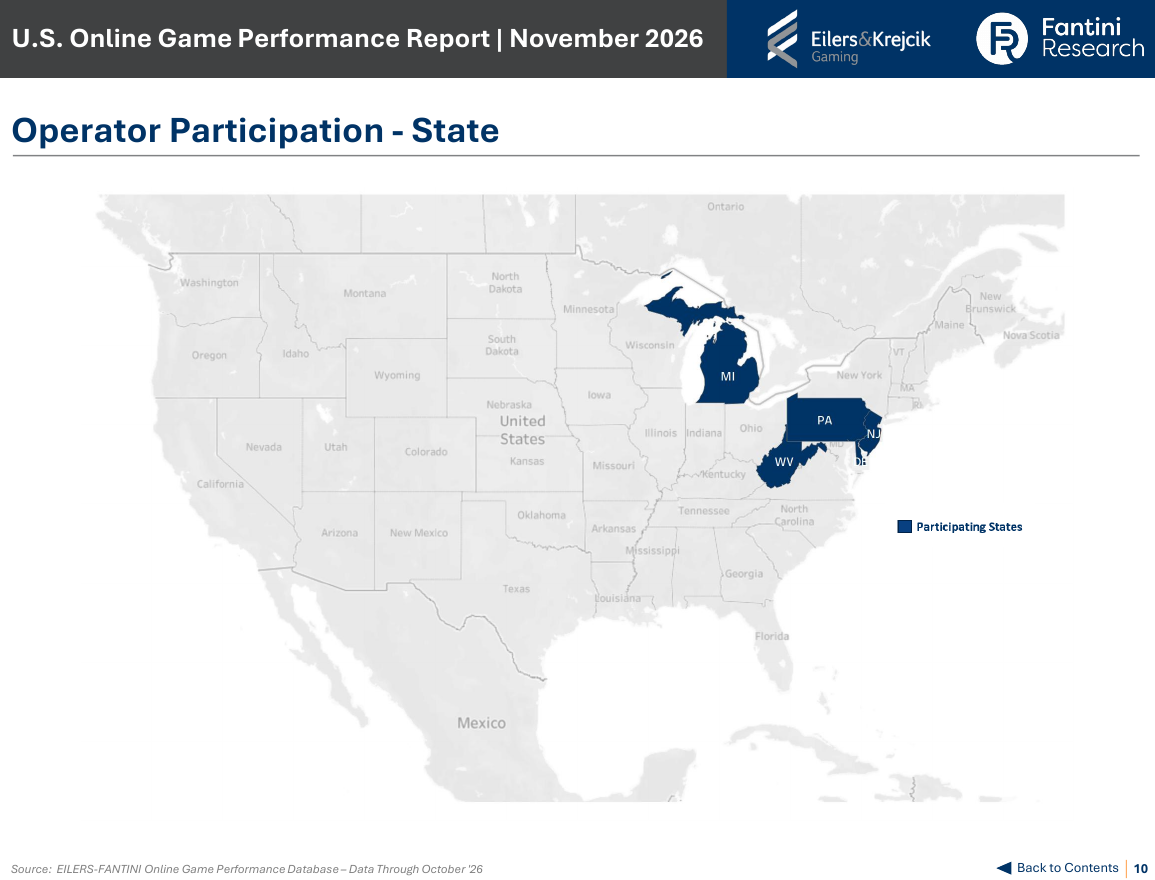 U.S. Online Game Performance Report | November 2026
Eilers&Krejcik
Gaming
Fantini
Research
Operator Participation - State
Ontario
Washington
Montana
North
Dakota
Minnesota
New
Brunswick
Maine
Nova Scotia
Oregon
Idaho
South
Dakota
Wisconsin
VT
Wyoming
MI
New York
MA
Nebraska
Iowa
RI
United
States
PA
Nevada
Utah
Colorado
Kansas
Illinois
Indiana
Ohio
NJ
MD
California
Missouri
WV
DE
Kentucky
Arizona
New Mexico
Oklahoma
Arkansas
Tennessee
North
Carolina
Participating States
Mississippi
Georgia
Texas
Louisiana
Florida
Mexico
Source: EILERS-FANTINI Online Game Performance Database – Data Through October '26
Back to Contents
10